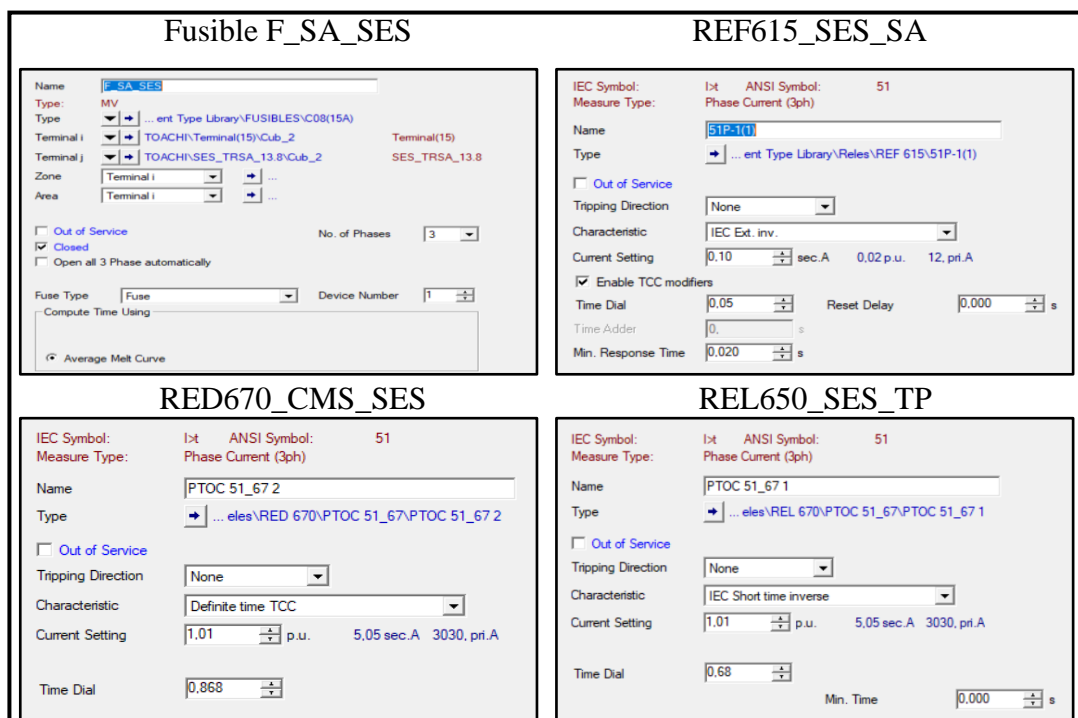 Fusible F_SA_SES
Name F_SA_SES
Type: MV
Type ... ent Type Library\FUSIBLES\C08(15A)
Terminal i TOACHI\Terminal(15)\Cub_2 Terminal(15)
Terminal j TOACHI\SES_TRSA_13.8\Cub_2 SES_TRSA_13.8
Zone Terminal i ...
Area Terminal i ...
Out of Service No. of Phases 3
Closed
Open all 3 Phase automatically
Fuse Type Fuse Device Number 1
Compute Time Using
Average Melt Curve
REF615_SES_SA
IEC Symbol: I>t ANSI Symbol: 51
Measure Type: Phase Current (3ph)
Name 51P-1(1)
Type ... ent Type Library\Reles\REF 615\51P-1(1)
Out of Service
Tripping Direction None
Characteristic IEC Ext. inv.
Current Setting 0,10 sec.A 0,02 p.u. 12, pri.A
Enable TCC modifiers
Time Dial 0,05 Reset Delay 0,000 s
Time Adder 0, s
Min. Response Time 0,020 s
RED670_CMS_SES
IEC Symbol: I>t ANSI Symbol: 51
Measure Type: Phase Current (3ph)
Name PTOC 51_67 2
Type ... eles\RED 670\PTOC 51_67\PTOC 51_67 2
Out of Service
Tripping Direction None
Characteristic Definite time TCC
Current Setting 1,01 p.u. 5,05 sec.A 3030, pri.A
Time Dial 0,868
REL650_SES_TP
IEC Symbol: I>t ANSI Symbol: 51
Measure Type: Phase Current (3ph)
Name PTOC 51_67 1
Type ... eles\REL 670\PTOC 51_67\PTOC 51_67 1
Out of Service
Tripping Direction None
Characteristic IEC Short time inverse
Current Setting 1,01 p.u. 5,05 sec.A 3030, pri.A
Time Dial 0,68
Min. Time 0,000 s